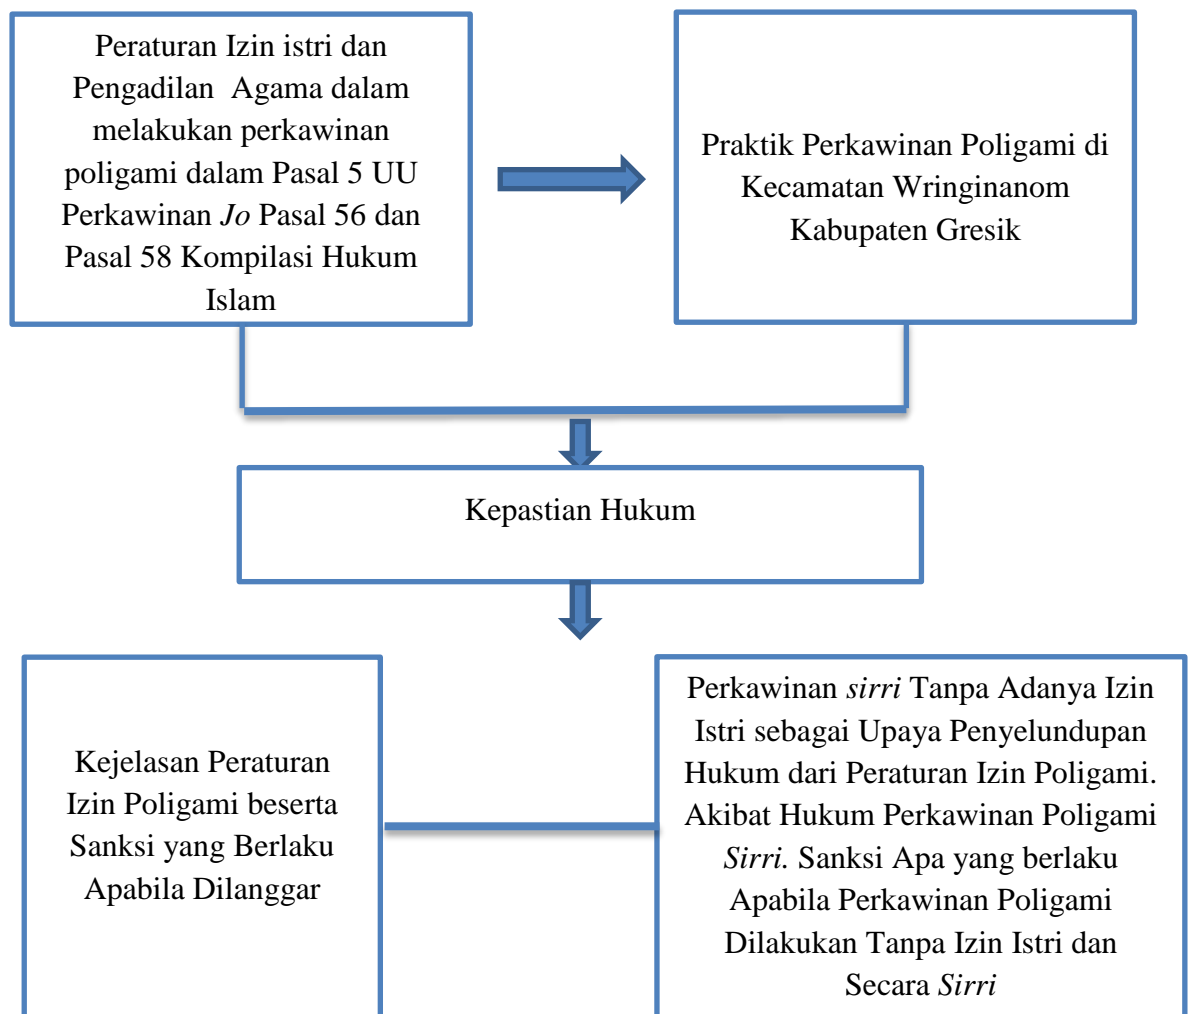 Peraturan Izin istri dan
Pengadilan  Agama dalam
melakukan perkawinan
poligami dalam Pasal 5 UU
Perkawinan Jo Pasal 56 dan
Pasal 58 Kompilasi Hukum
Islam
Praktik Perkawinan Poligami di
Kecamatan Wringinanom
Kabupaten Gresik
Kepastian Hukum
Kejelasan Peraturan
Izin Poligami beserta
Sanksi yang Berlaku
Apabila Dilanggar
Perkawinan sirri Tanpa Adanya Izin
Istri sebagai Upaya Penyelundupan
Hukum dari Peraturan Izin Poligami.
Akibat Hukum Perkawinan Poligami
Sirri. Sanksi Apa yang berlaku
Apabila Perkawinan Poligami
Dilakukan Tanpa Izin Istri dan
Secara Sirri